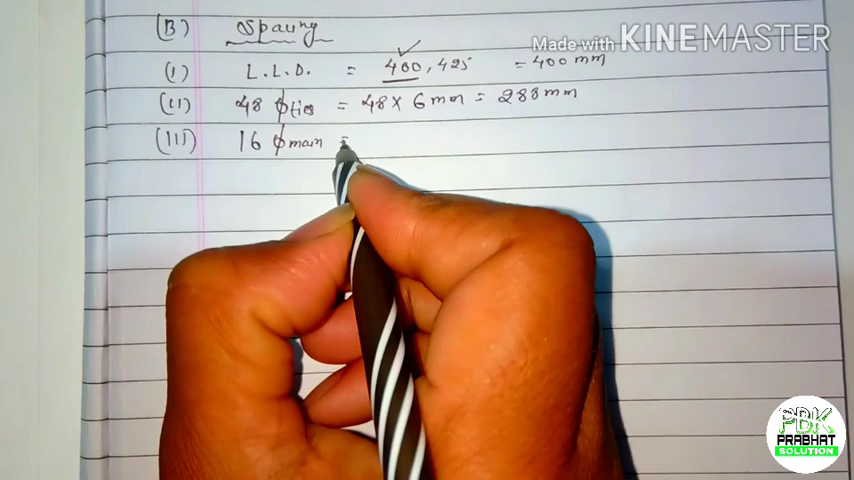 Made with KINEMASTER
(B) Spacing
(I) L.L.D. = 400, 425 = 400 mm
(II) 48 ϕties = 48 × 6 mm = 288 mm
(III) 16 ϕmain =
PBK
PRABHAT
SOLUTION